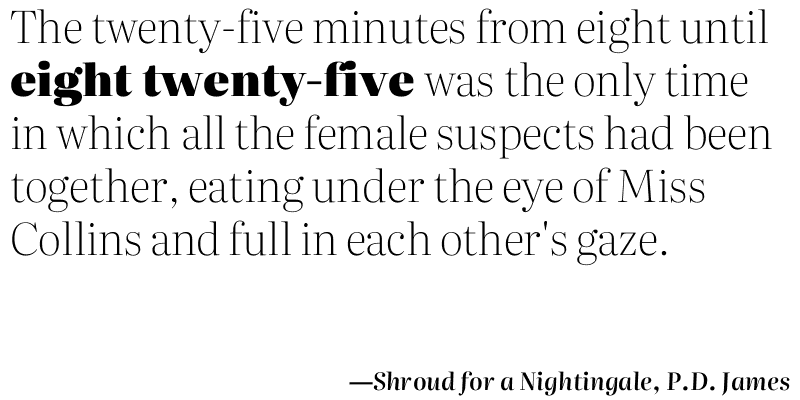 The twenty-five minutes from eight until
eight twenty-five was the only time
in which all the female suspects had been
together, eating under the eye of Miss
Collins and full in each other's gaze.
—Shroud for a Nightingale, P.D. James